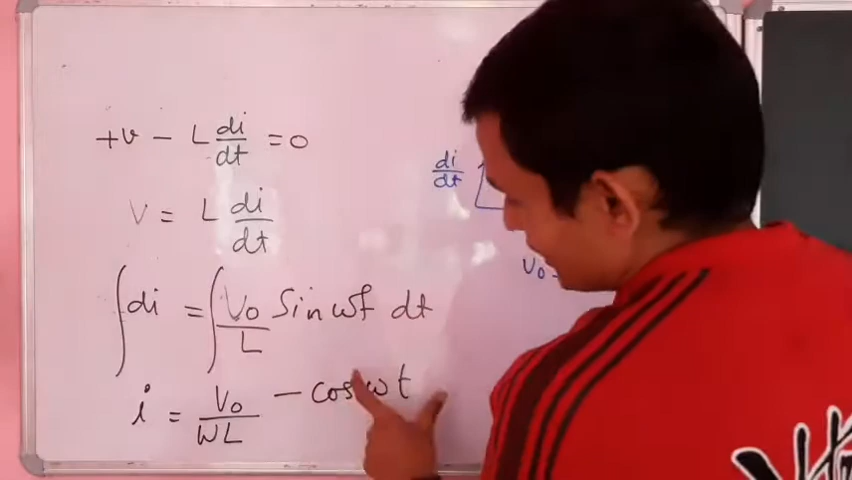 +v - L di/dt = 0
di/dt
V = L di/dt
V₀
∫di = ∫ V₀/L Sin ωt dt
i = V₀/ωL - cos ωt